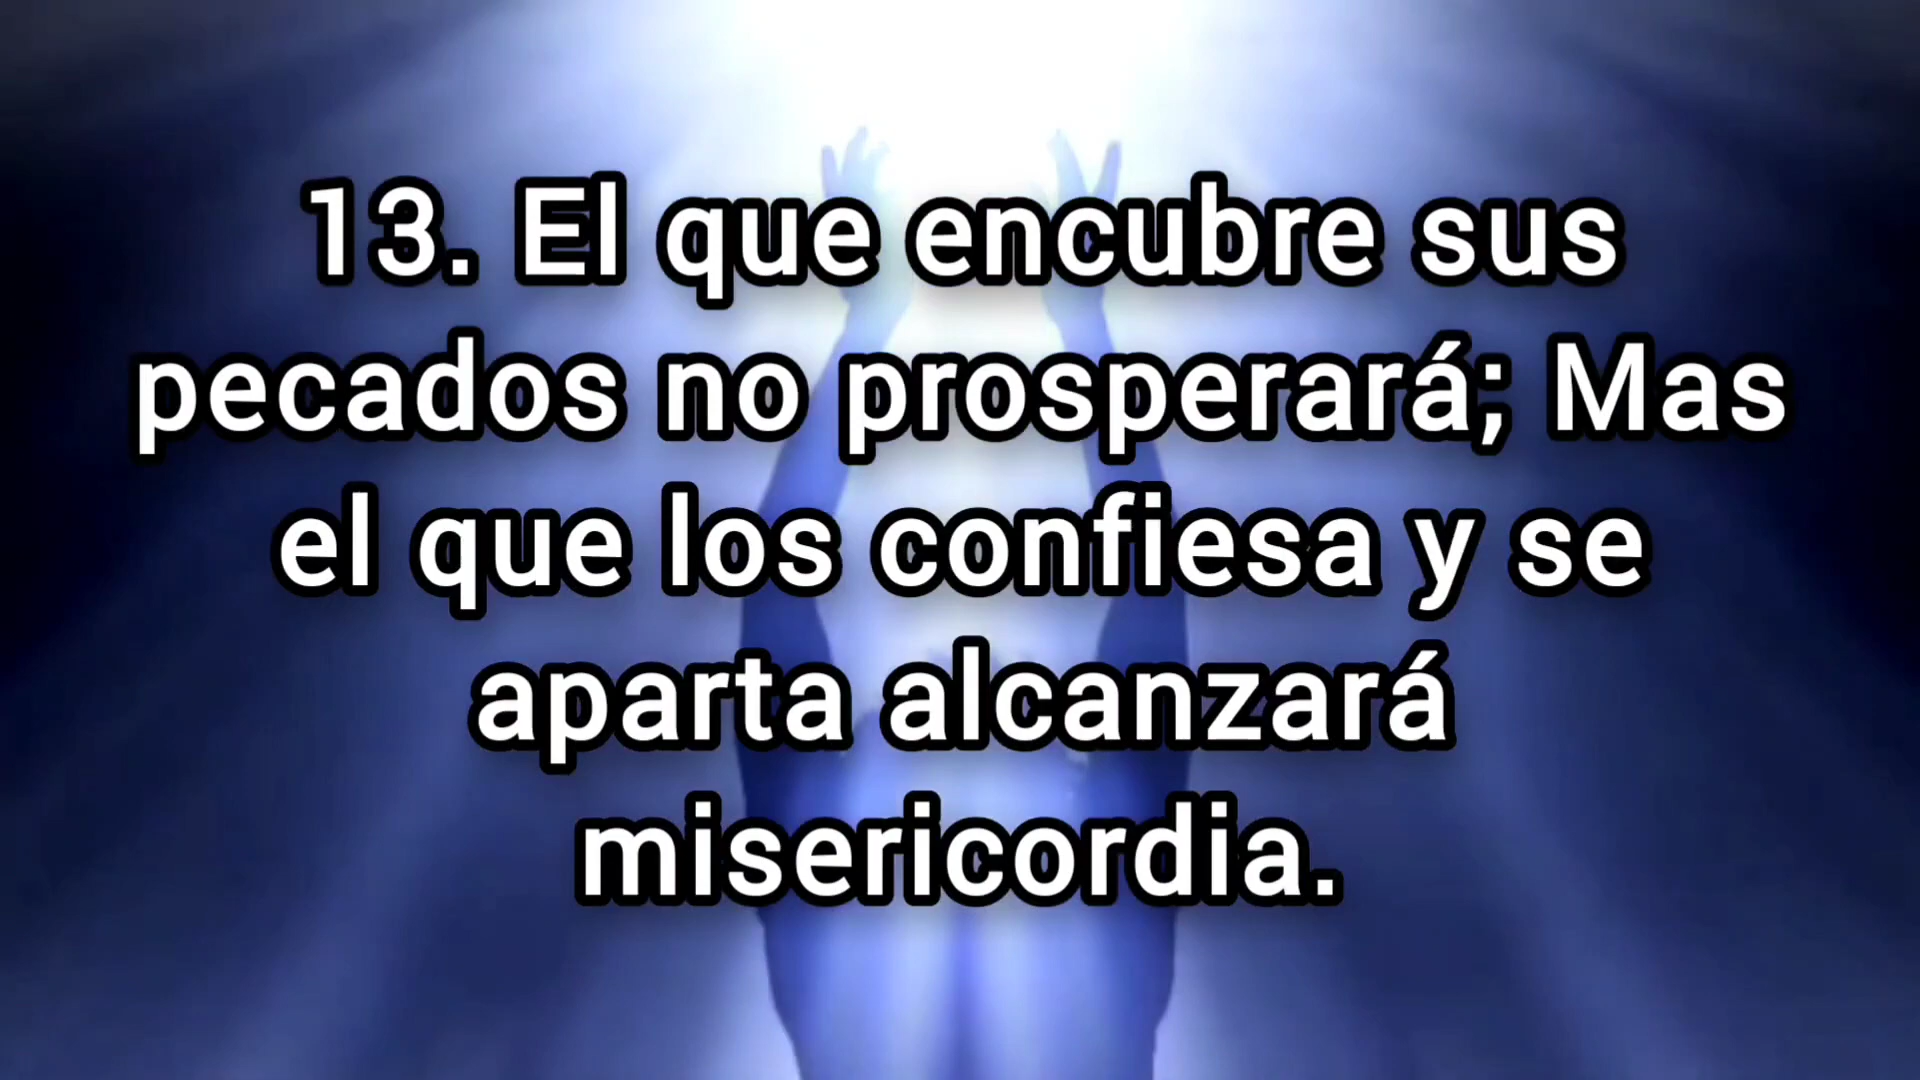 13. El que encubre sus
pecados no prosperará; Mas
el que los confiesa y se
aparta alcanzará
misericordia.